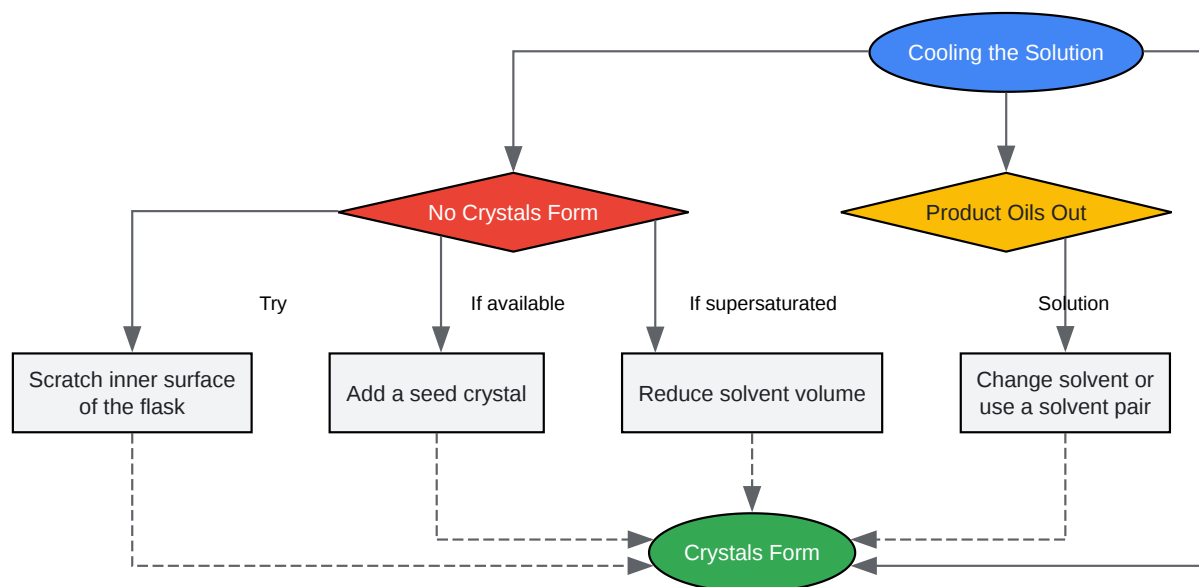 Cooling the Solution
No Crystals Form
Product Oils Out
Try
If available
If supersaturated
Solution
Scratch inner surface
of the flask
Add a seed crystal
Reduce solvent volume
Change solvent or
use a solvent pair
Crystals Form